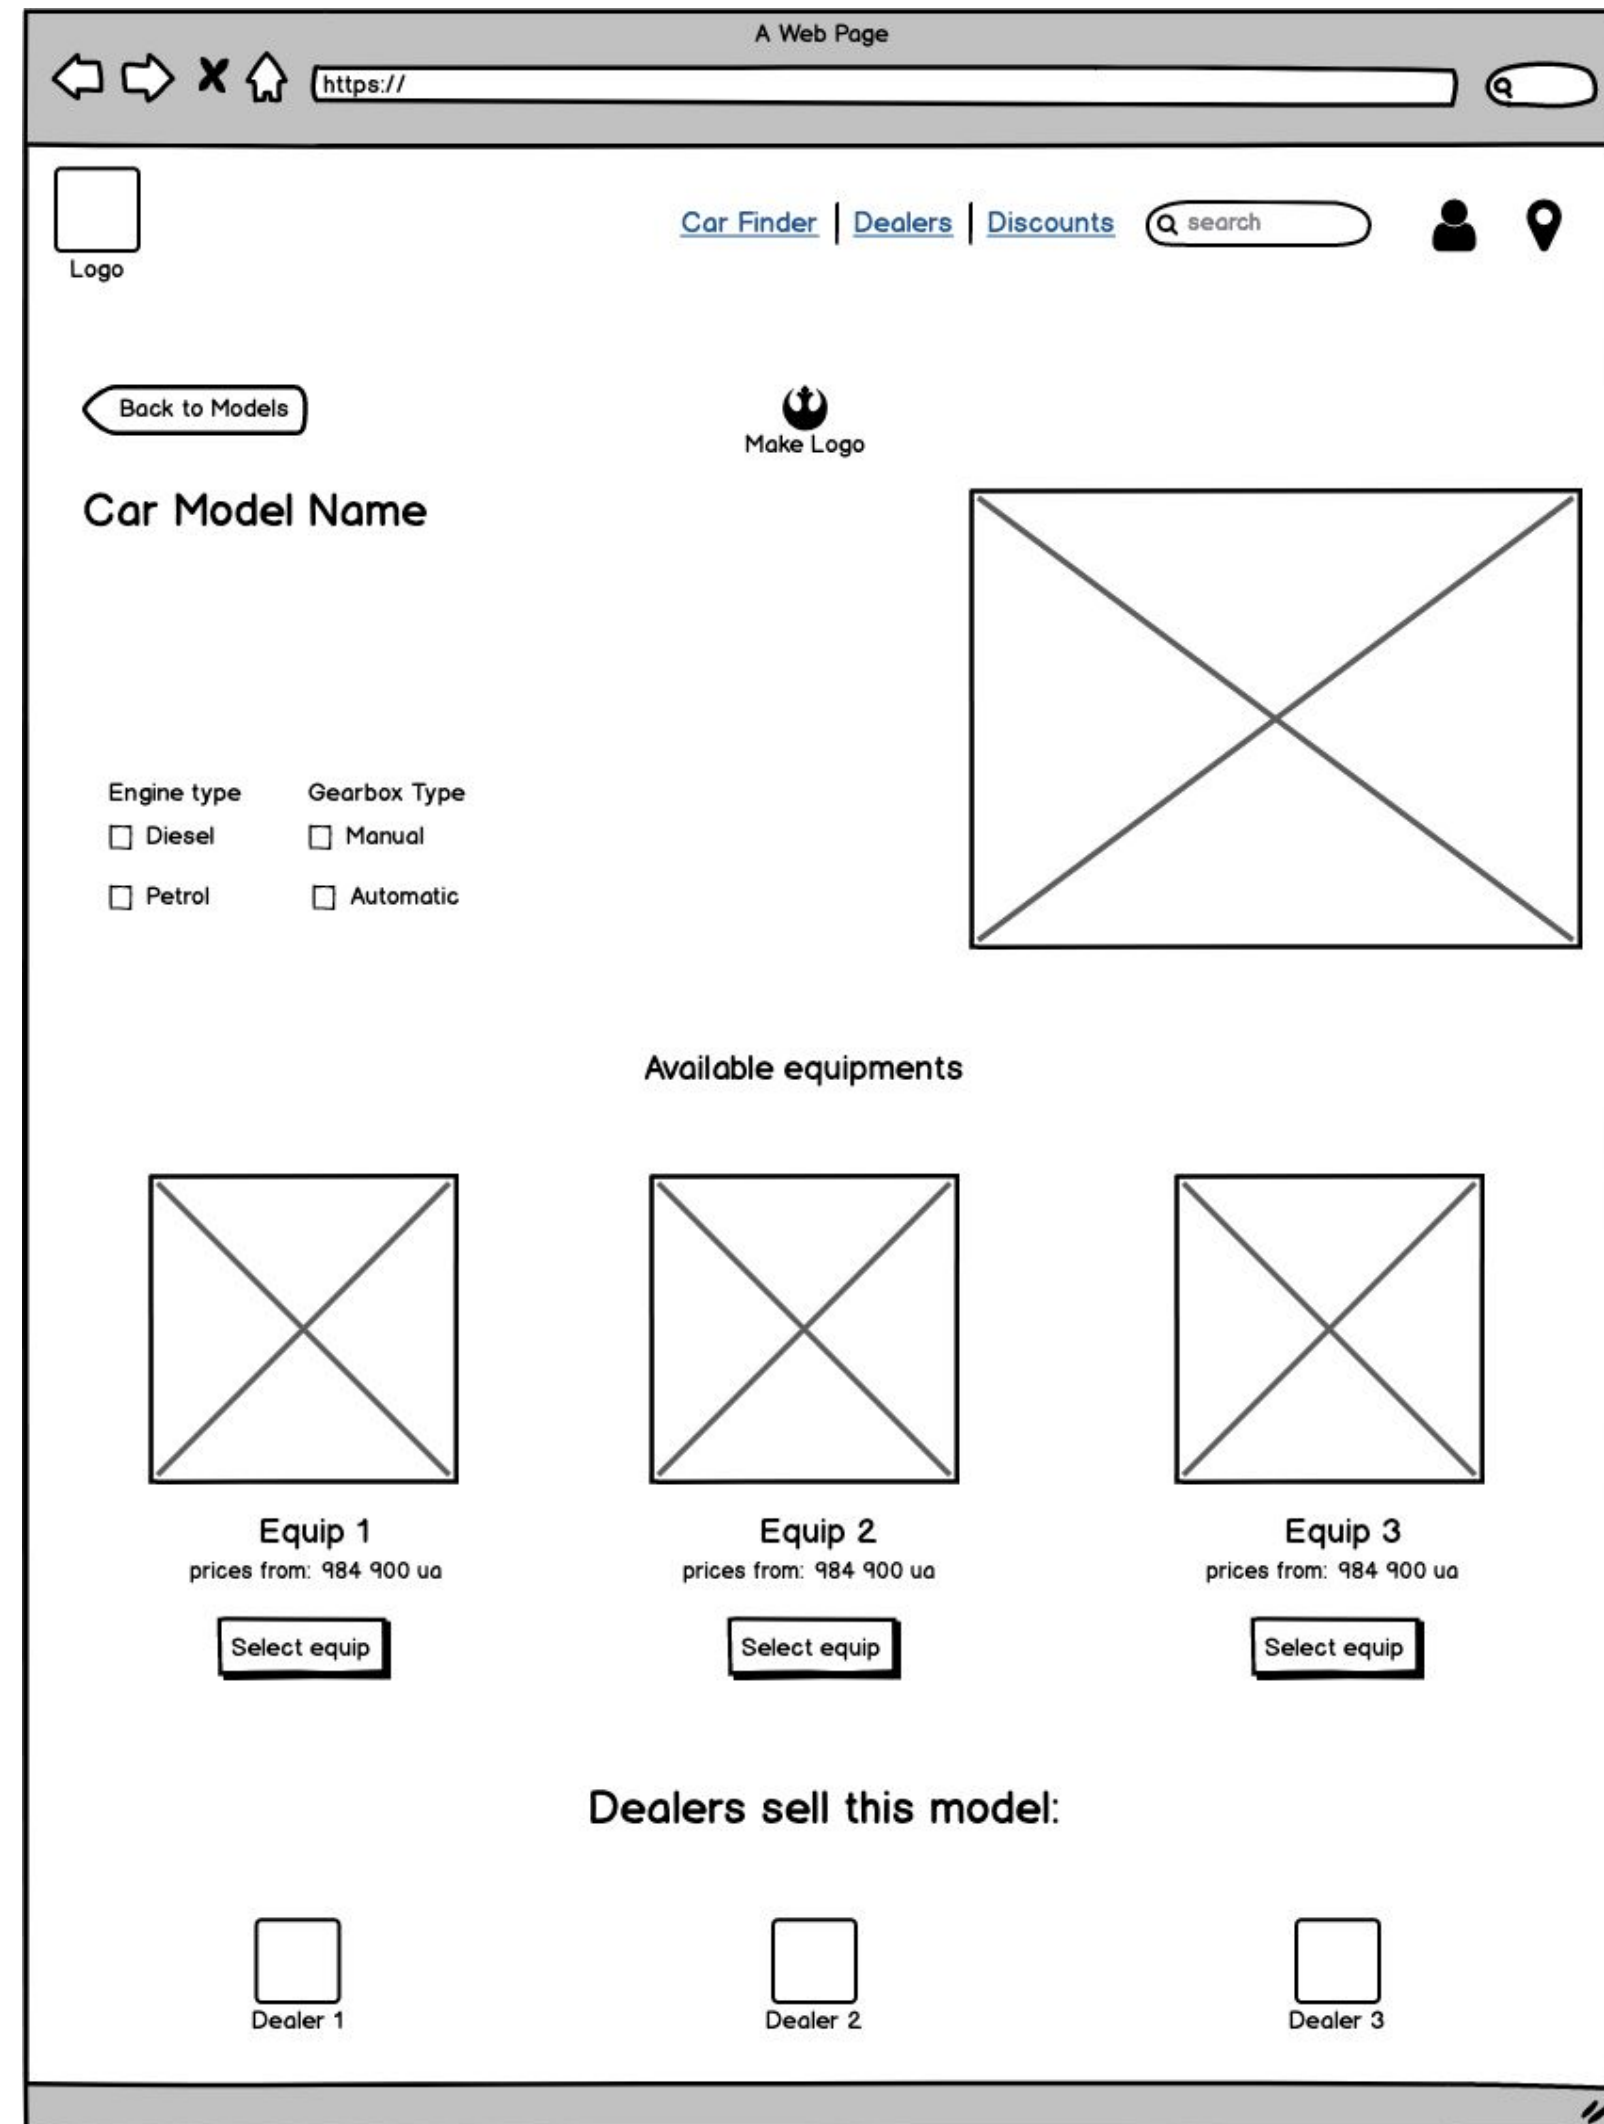 A Web Page
https://
Car Finder Dealers Discounts search
Logo
Back to Models
Make Logo
Car Model Name
Engine type Gearbox Type
Diesel Manual
Petrol Automatic
Available equipments
Equip 1 Equip 2 Equip 3
prices from: 984 900 ua prices from: 984 900 ua prices from: 984 900 ua
Select equip Select equip Select equip
Dealers sell this model:
Dealer 1 Dealer 2 Dealer 3